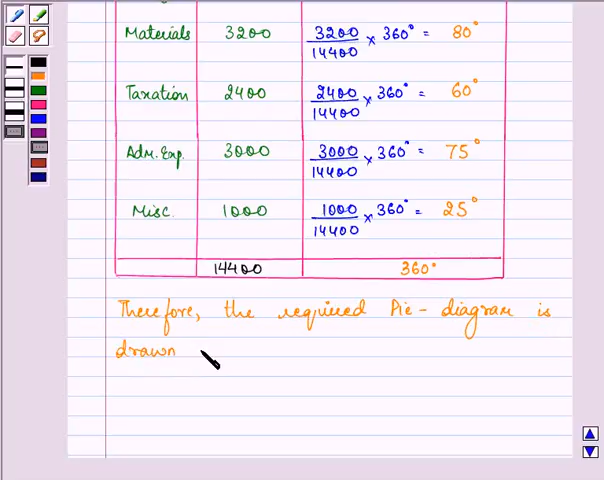 Materials 3200 3200/14400 × 360° = 80°
Taxation 2400 2400/14400 × 360° = 60°
Adm. Exp. 3000 3000/14400 × 360° = 75°
Misc. 1000 1000/14400 × 360° = 25°
14400 360°
Therefore, the required Pie-diagram is
drawn